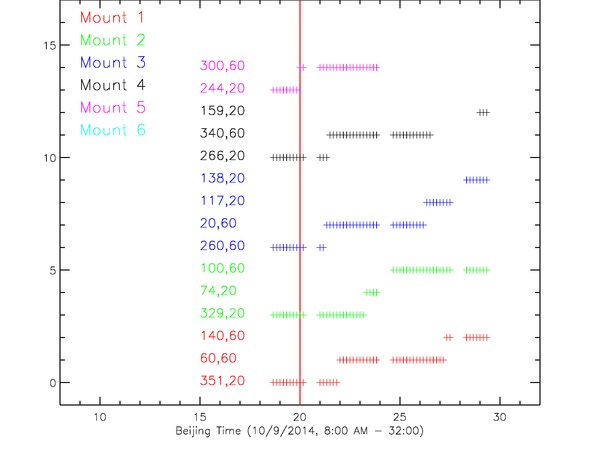 Mount 1
Mount 2
Mount 3
Mount 4
Mount 5
Mount 6
15
300,60
244,20
159,20
340,60
10
266,20
138,20
117,20
20,60
260,60
5
100,60
74,20
329,20
140,60
60,60
0
351,20
10 15 20 25 30
Beijing Time (10/9/2014, 8:00 AM - 32:00)